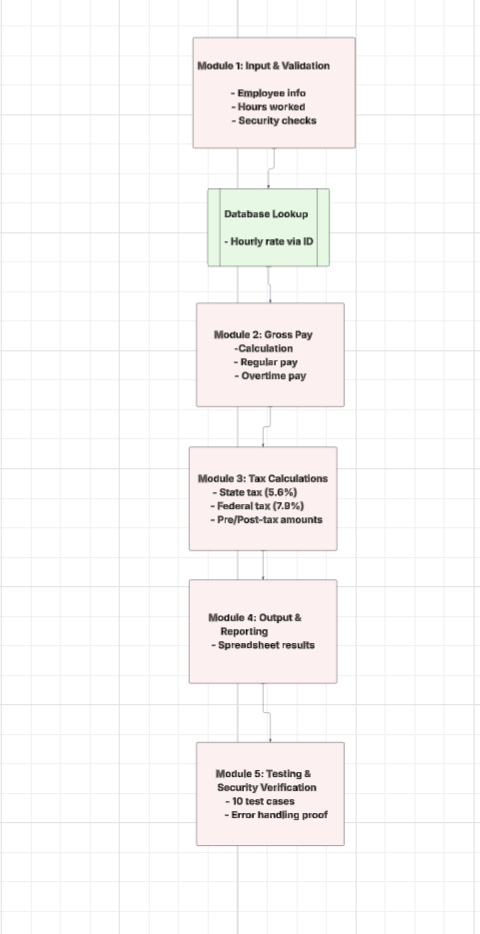 Module 1: Input & Validation
- Employee info
- Hours worked
- Security checks
Database Lookup
- Hourly rate via ID
Module 2: Gross Pay
-Calculation
- Regular pay
- Overtime pay
Module 3: Tax Calculations
- State tax (5.6%)
- Federal tax (7.9%)
- Pre/Post-tax amounts
Module 4: Output &
Reporting
- Spreadsheet results
Module 5: Testing &
Security Verification
- 10 test cases
- Error handling proof